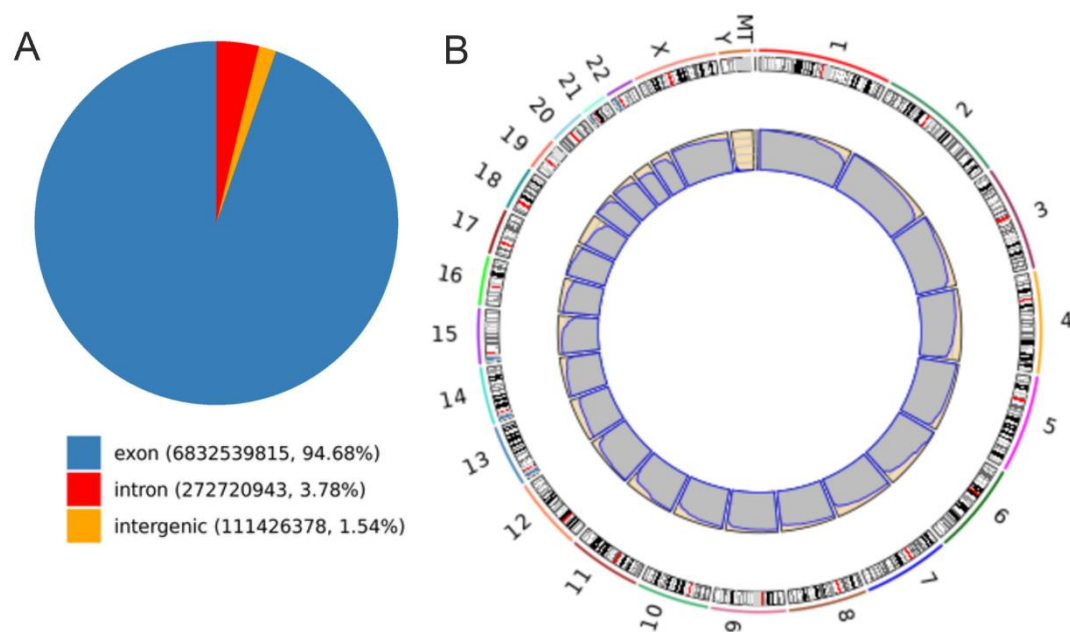 A
exon (6832539815, 94.68%)
intron (272720943, 3.78%)
intergenic (111426378, 1.54%)
B
1
2
3
4
5
6
7
8
9
10
11
12
13
14
15
16
17
18
19
20
21
22
X
Y
MT